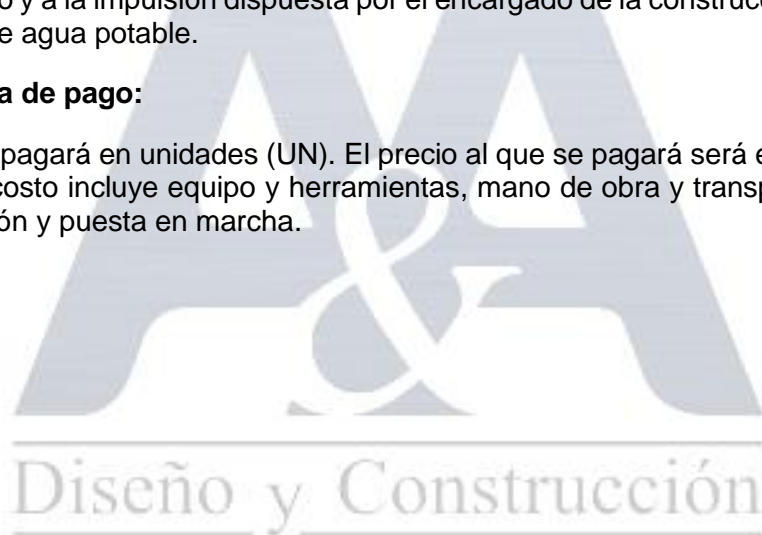 o y a la impulsión dispuesta por el encargado de la construcc
e agua potable.
a de pago:
pagará en unidades (UN). El precio al que se pagará será e
costo incluye equipo y herramientas, mano de obra y transp
ón y puesta en marcha.
A&A
Diseño y Construcción